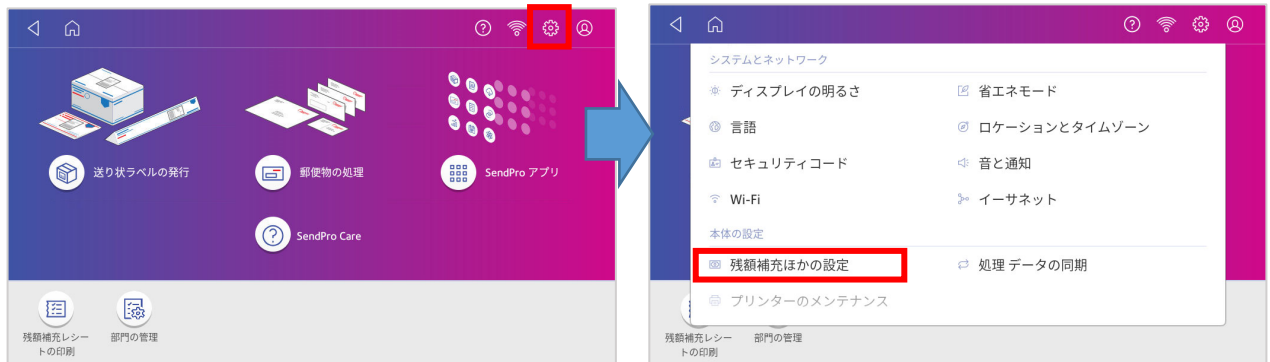 送り状ラベルの発行
郵便物の処理
SendPro アプリ
SendPro Care
残額補充レシー
トの印刷
部門の管理
システムとネットワーク
ディスプレイの明るさ
省エネモード
言語
ロケーションとタイムゾーン
セキュリティコード
音と通知
Wi-Fi
イーサネット
本体の設定
残額補充ほかの設定
処理 データの同期
プリンターのメンテナンス
残額補充レシー
トの印刷
部門の管理